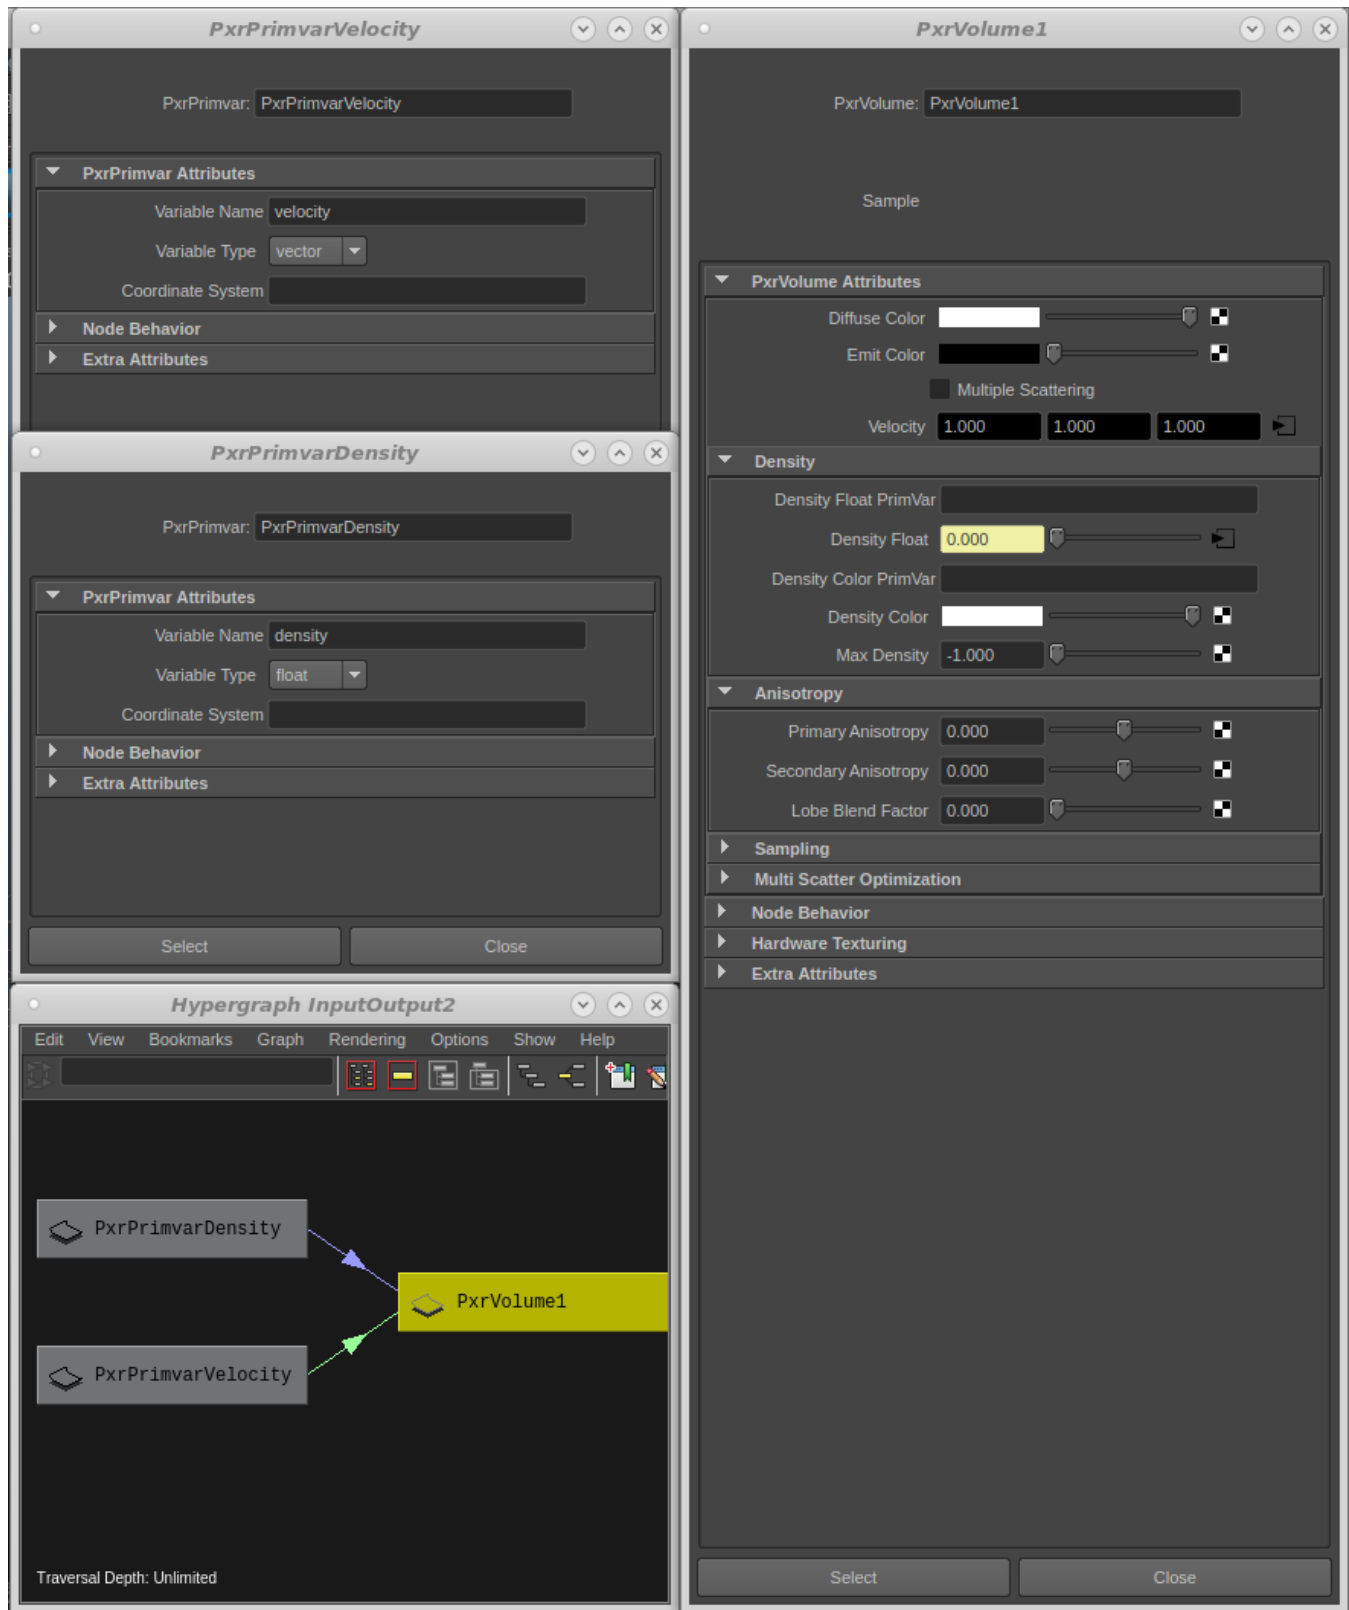 PxrPrimvarVelocity
PxrPrimvar: PxrPrimvarVelocity
PxrPrimvar Attributes
Variable Name velocity
Variable Type vector
Coordinate System
Node Behavior
Extra Attributes
PxrPrimvarDensity
PxrPrimvar: PxrPrimvarDensity
PxrPrimvar Attributes
Variable Name density
Variable Type float
Coordinate System
Node Behavior
Extra Attributes
Select Close
Hypergraph InputOutput2
Edit View Bookmarks Graph Rendering Options Show Help
PxrPrimvarDensity
PxrVolume1
PxrPrimvarVelocity
Traversal Depth: Unlimited
PxrVolume1
PxrVolume: PxrVolume1
Sample
PxrVolume Attributes
Diffuse Color
Emit Color
Multiple Scattering
Velocity 1.000 1.000 1.000
Density
Density Float PrimVar
Density Float 0.000
Density Color PrimVar
Density Color
Max Density -1.000
Anisotropy
Primary Anisotropy 0.000
Secondary Anisotropy 0.000
Lobe Blend Factor 0.000
Sampling
Multi Scatter Optimization
Node Behavior
Hardware Texturing
Extra Attributes
Select Close